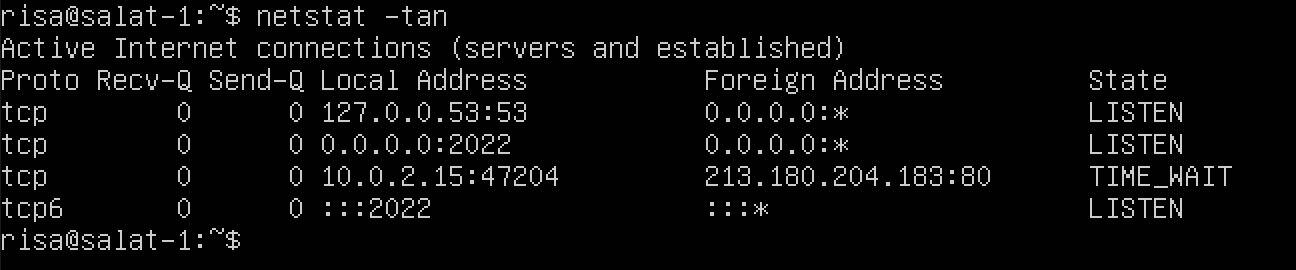 risa@salat-1:~$ netstat -tan
Active Internet connections (servers and established)
Proto Recv-Q Send-Q Local Address           Foreign Address         State
tcp        0      0 127.0.0.53:53           0.0.0.0:*               LISTEN
tcp        0      0 0.0.0.0:2022            0.0.0.0:*               LISTEN
tcp        0      0 10.0.2.15:47204         213.180.204.183:80      TIME_WAIT
tcp6       0      0 :::2022                 :::*                    LISTEN
risa@salat-1:~$